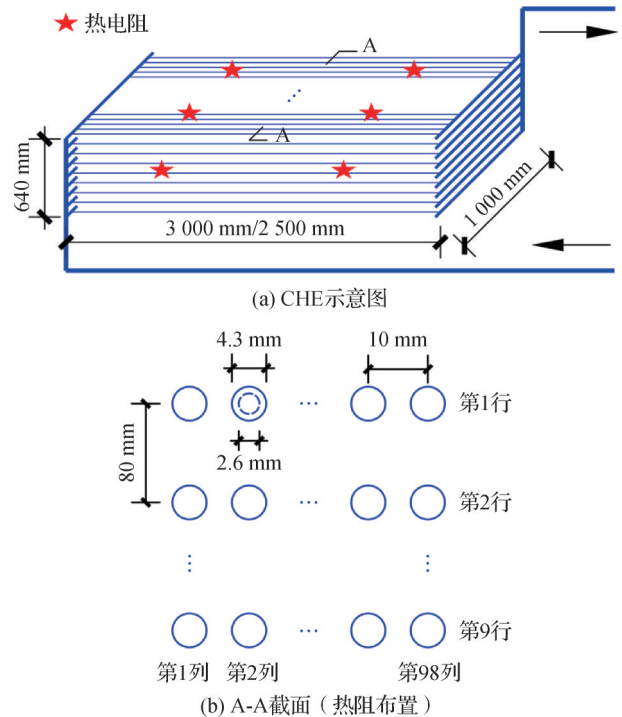 热电阻
A
A
640 mm
3 000 mm/2 500 mm
1 000 mm
(a) CHE示意图
4.3 mm
10 mm
第1行
80 mm
2.6 mm
第2行
第9行
第1列 第2列 第98列
(b) A-A截面（热阻布置）